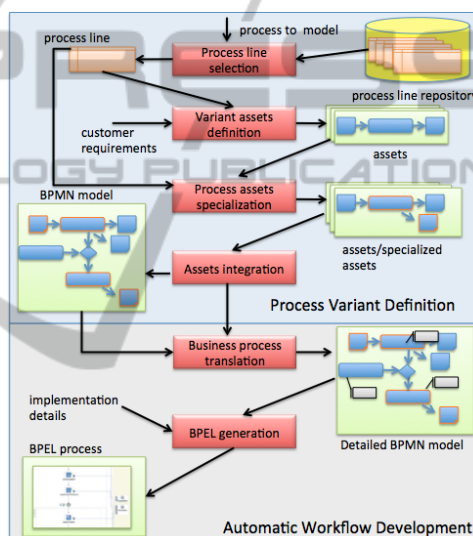 process to model
process line
Process line
selection
process line repository
Variant assets
definition
customer
requirements
assets
BPMN model
Process assets
specialization
assets/specialized
assets
Assets integration
Process Variant Definition
Business process
translation
implementation
details
BPEL generation
Detailed BPMN model
BPEL process
Automatic Workflow Development